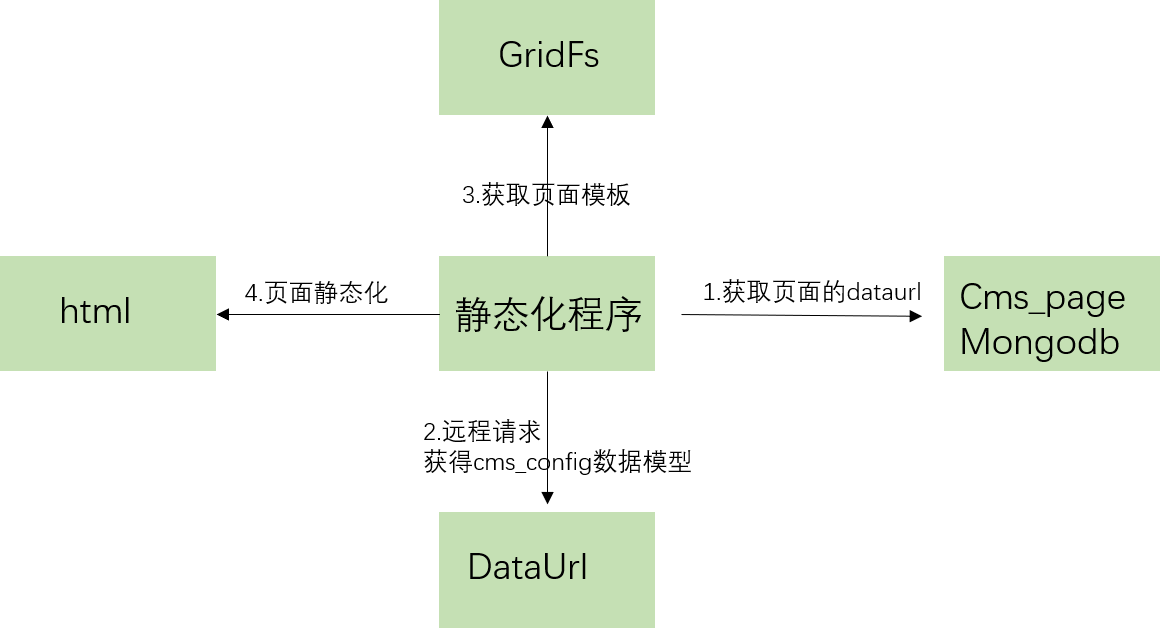 GridFs
3.获取页面模板
html
4.页面静态化
静态化程序
1.获取页面的dataurl
Cms_page
Mongodb
2.远程请求
获得cms_config数据模型
DataUrl